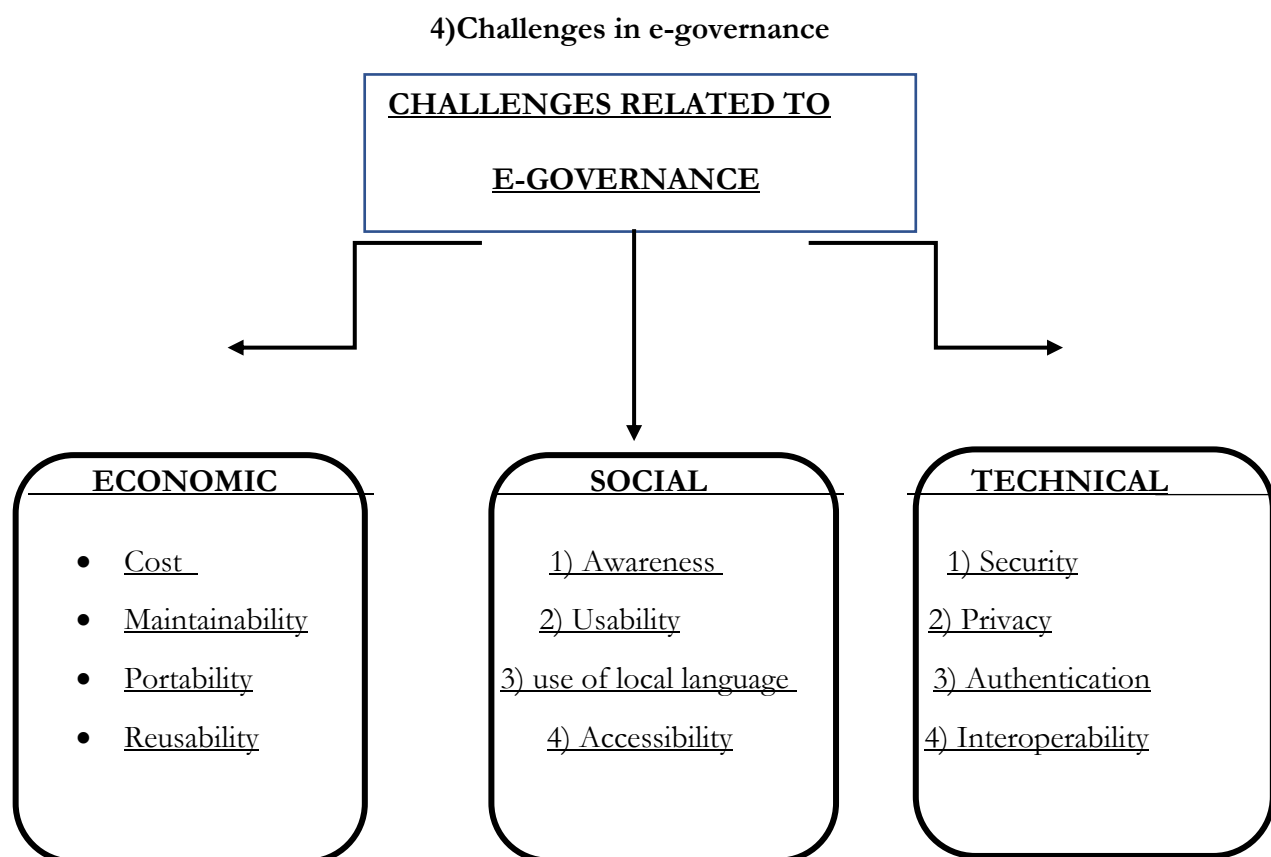 4)Challenges in e-governance
CHALLENGES RELATED TO
E-GOVERNANCE
ECONOMIC
• Cost
• Maintainability
• Portability
• Reusability
SOCIAL
1) Awareness
2) Usability
3) use of local language
4) Accessibility
TECHNICAL
1) Security
2) Privacy
3) Authentication
4) Interoperability